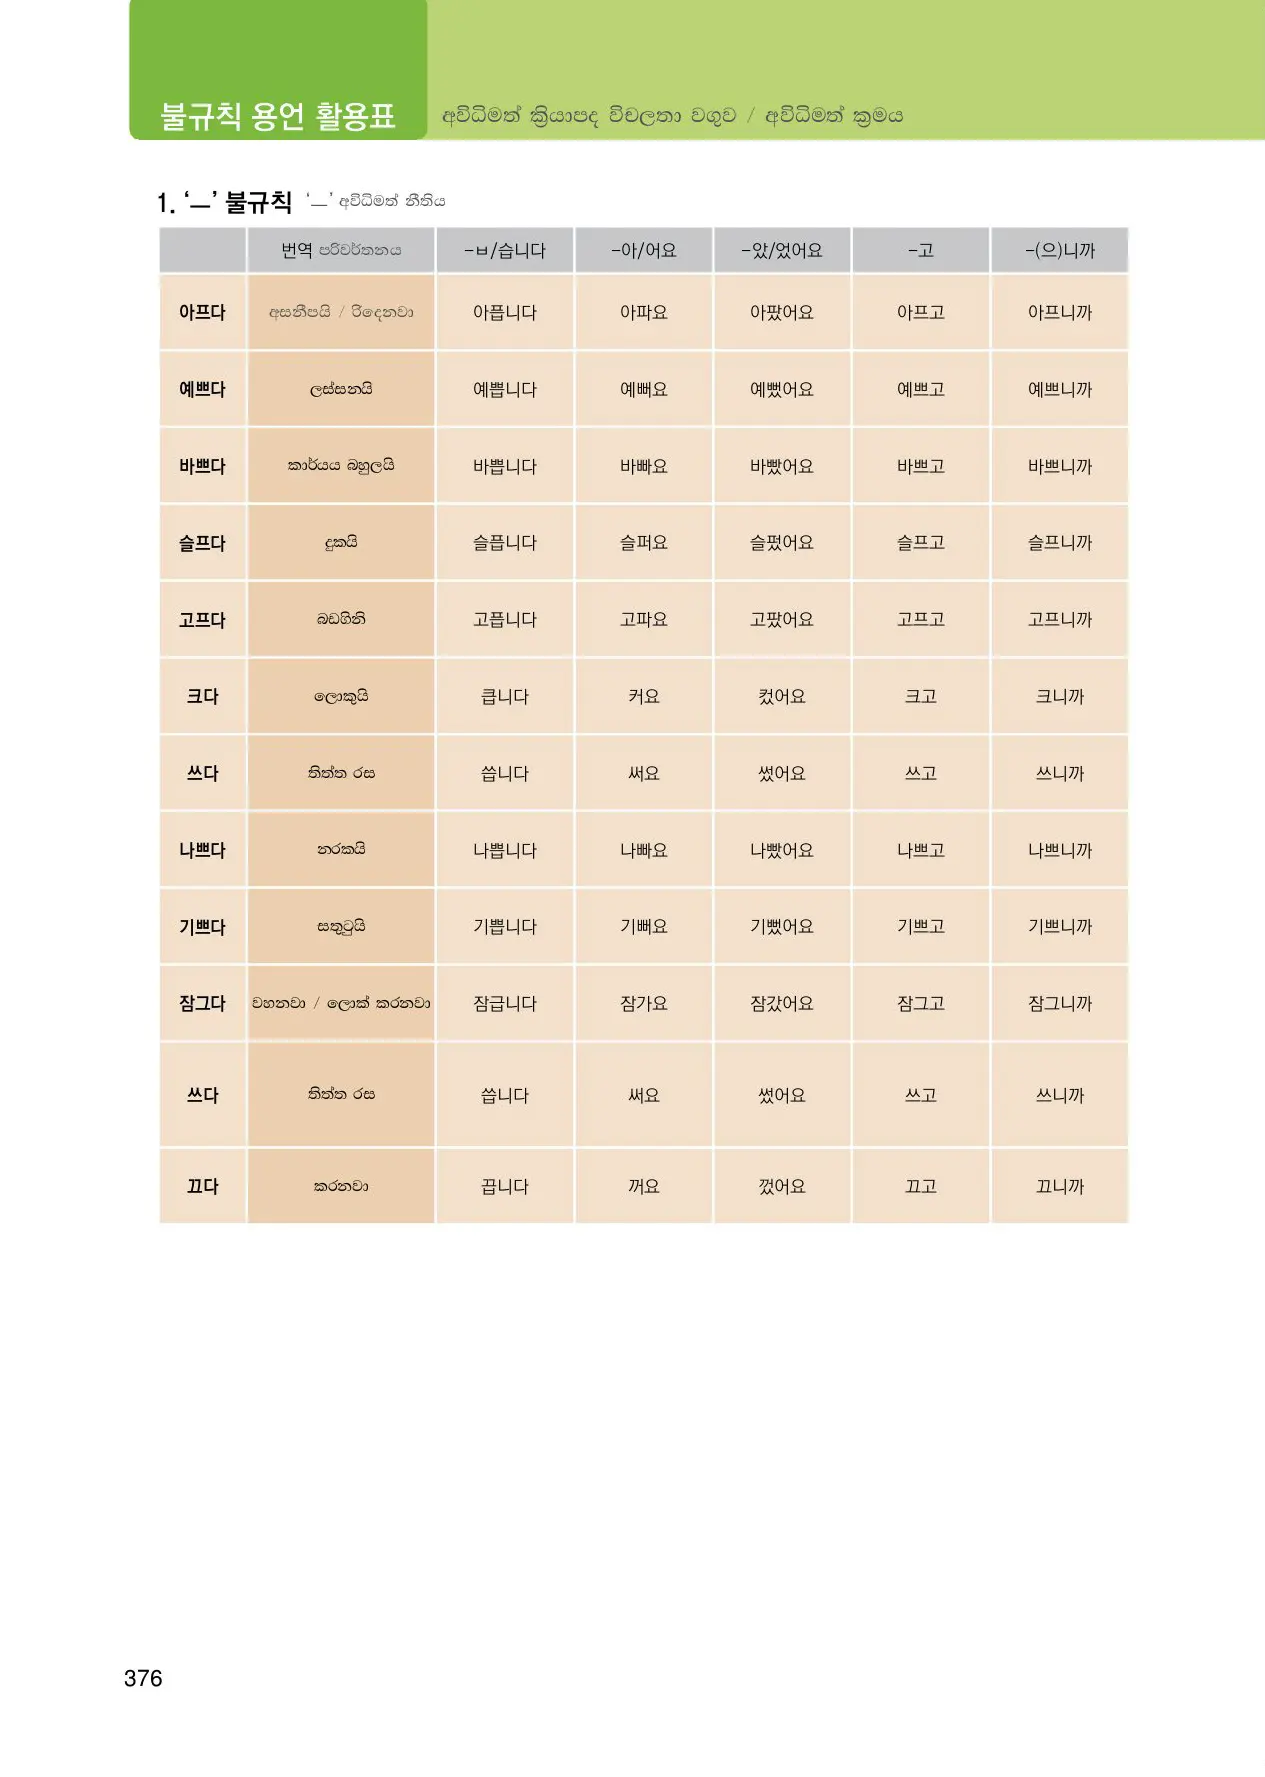 불규칙 용언 활용표 අවිධිමත් ක්‍රියාපද විචලතා වගුව / අවිධිමත් ක්‍රමය
1. ‘ㅡ’ 불규칙 ‘ㅡ’ අවිධිමත් නීතිය
번역 පරිවර්තනය -ㅂ/습니다 -아/어요 -았/었어요 -고 -(으)니까
아프다 අසනීපයි / රිදෙනවා 아픕니다 아파요 아팠어요 아프고 아프니까
예쁘다 ලස්සනයි 예쁩니다 예뻐요 예뻤어요 예쁘고 예쁘니까
바쁘다 කාර්යය බහුලයි 바쁩니다 바빠요 바빴어요 바쁘고 바쁘니까
슬프다 දුකයි 슬픕니다 슬퍼요 슬펐어요 슬프고 슬프니까
고프다 බඩගිනි 고픕니다 고파요 고팠어요 고프고 고프니까
크다 ලොකුයි 큽니다 커요 컸어요 크고 크니까
쓰다 තිත්ත රස 씁니다 써요 썼어요 쓰고 쓰니까
나쁘다 නරකයි 나쁩니다 나빠요 나빴어요 나쁘고 나쁘니까
기쁘다 සතුටුයි 기쁩니다 기뻐요 기뻤어요 기쁘고 기쁘니까
잠그다 වහනවා / ලොක් කරනවා 잠급니다 잠가요 잠갔어요 잠그고 잠그니까
쓰다 තිත්ත රස 씁니다 써요 썼어요 쓰고 쓰니까
끄다 කරනවා 끕니다 꺼요 껐어요 끄고 끄니까
376